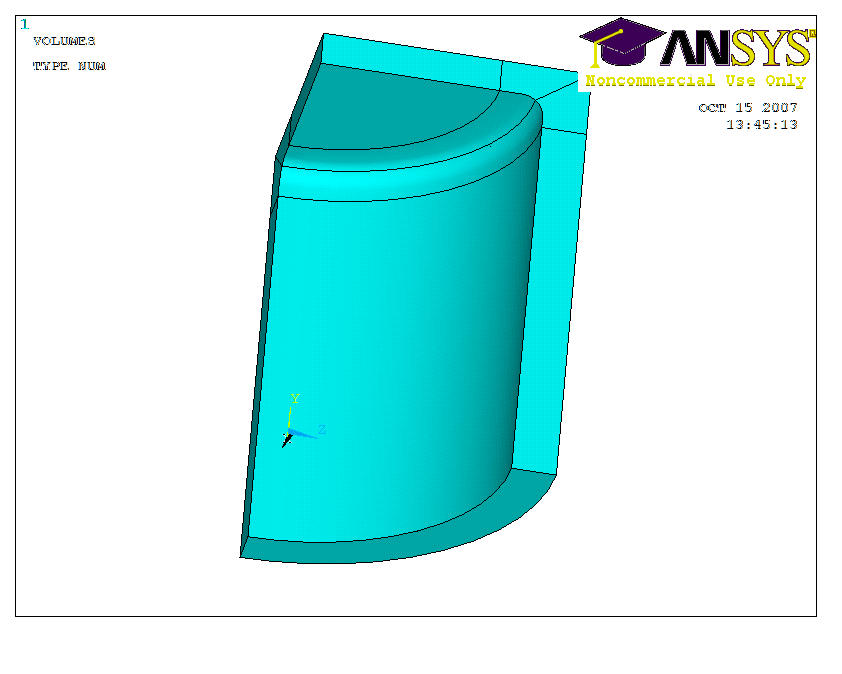 1
VOLUMES
TYPE NUM
ANSYS
Noncommercial Use Only
OCT 15 2007
13:45:13
Y
Z